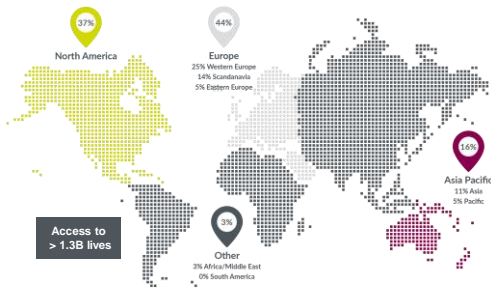 37%
North America
44%
Europe
25% Western Europe
14% Scandanavia
5% Eastern Europe
16%
Asia Pacific
11% Asia
5% Pacific
3%
Other
3% Africa/Middle East
0% South America
Access to
> 1.3B lives